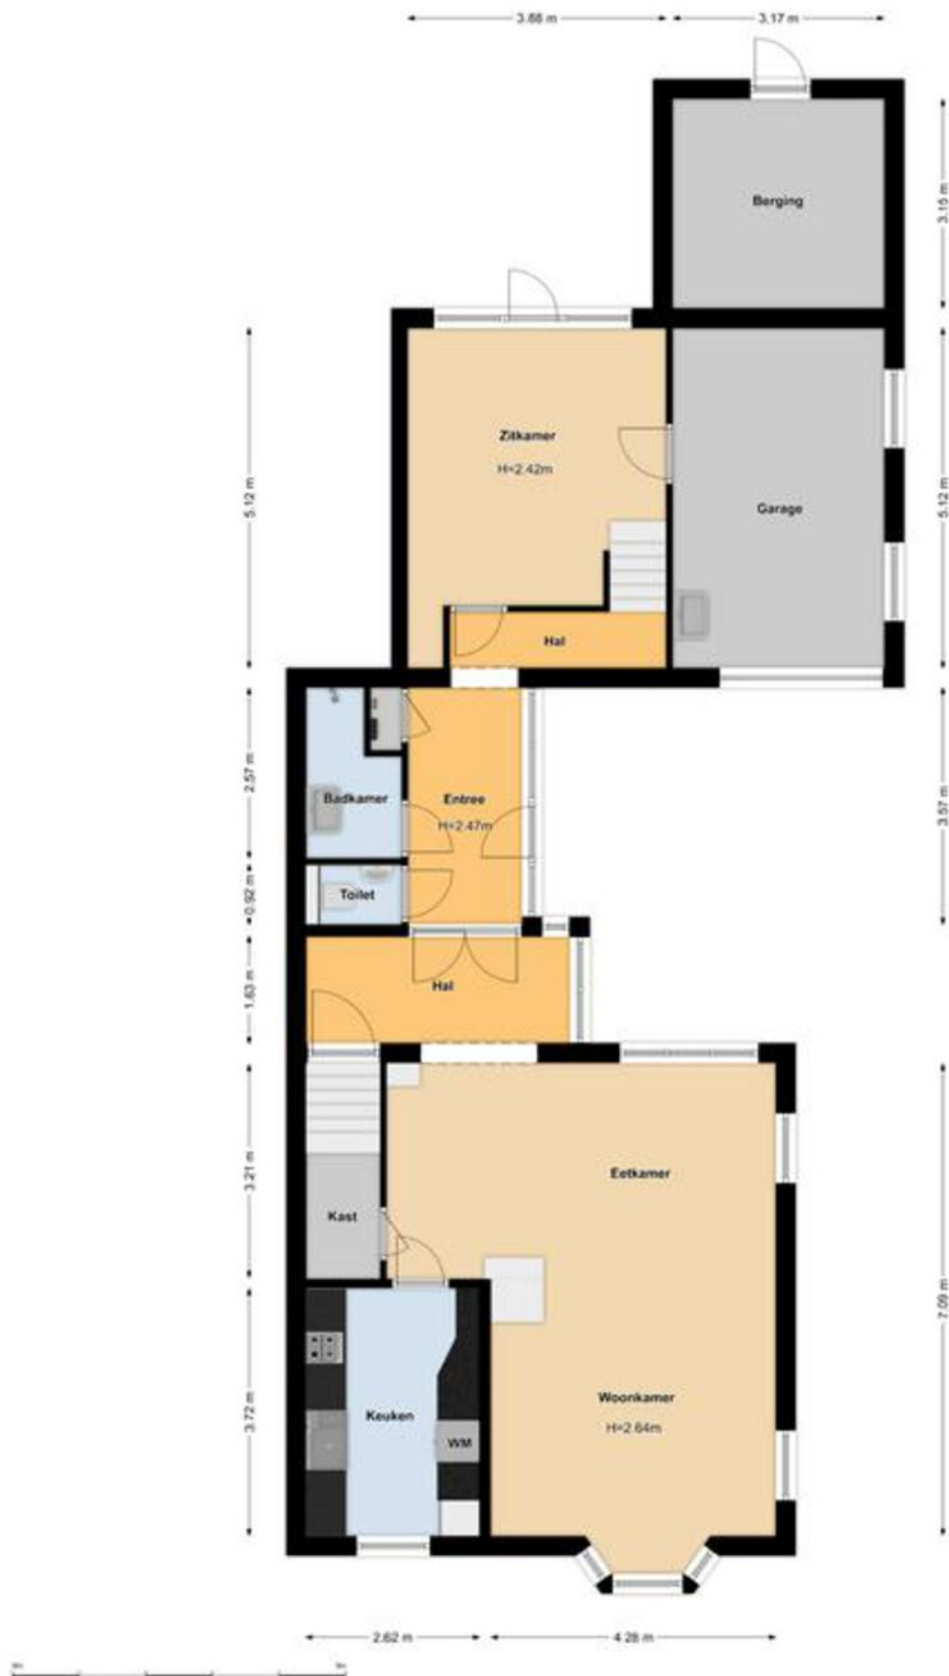 3.88 m
3.17 m
3.15 m
Berging
Zitkamer
H=2.42m
5.12 m
5.12 m
Garage
Hal
2.57 m
Badkamer
Entree
H=2.47m
3.57 m
Toilet
0.92 m
Hal
1.63 m
3.21 m
Eetkamer
Kast
7.09 m
3.72 m
Woonkamer
H=2.64m
Keuken
WM
2.62 m
4.28 m